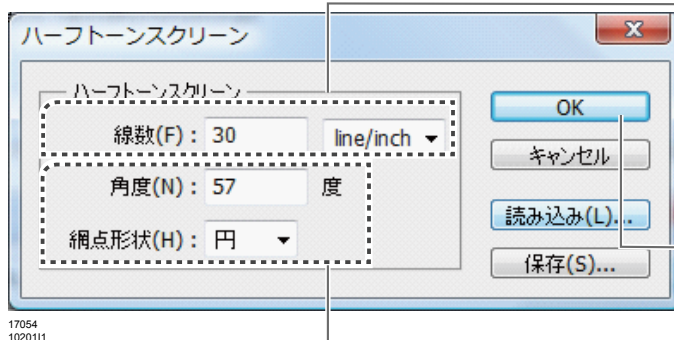 ハーフトーンスクリーン
ハーフトーンスクリーン
線数(F)： 30 line/inch
角度(N)： 57 度
網点形状(H)： 円
OK
キャンセル
読み込み(L)...
保存(S)...
17054
10201I1